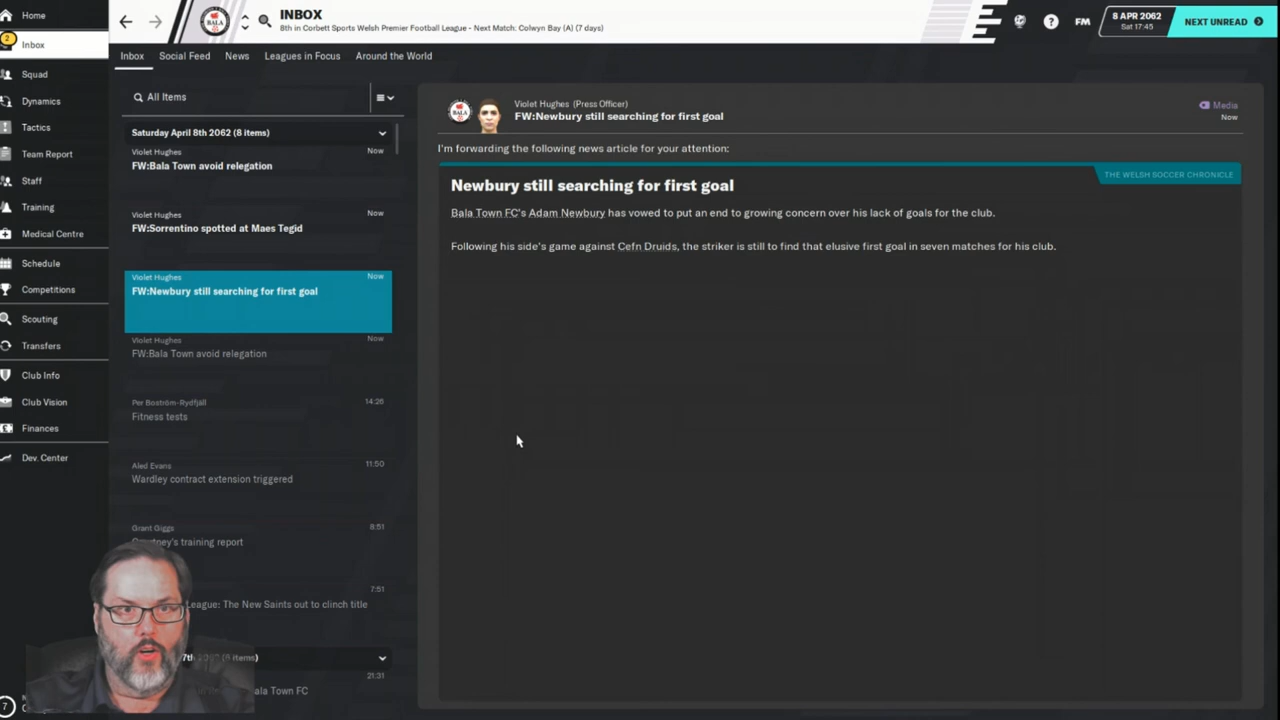 Home
INBOX
8th in Corbett Sports Welsh Premier Football League - Next Match: Colwyn Bay (A) (7 days)
FM
8 APR 2062
Sat 17:45
NEXT UNREAD
2
Inbox
Squad
Dynamics
Tactics
Team Report
Staff
Training
Medical Centre
Schedule
Competitions
Scouting
Transfers
Club Info
Club Vision
Finances
Dev. Center
7
Inbox Social Feed News Leagues in Focus Around the World
All Items
Saturday April 8th 2062 (8 items)
Violet Hughes Now
FW:Bala Town avoid relegation
Violet Hughes Now
FW:Sorrentino spotted at Maes Tegid
Violet Hughes Now
FW:Newbury still searching for first goal
Violet Hughes Now
FW:Bala Town avoid relegation
Per Boström-Rydfjäll 14:26
Fitness tests
Aled Evans 11:50
Wardley contract extension triggered
Grant Giggs 8:51
training report
7:51
League: The New Saints out to clinch title
21:31
Bala Town FC
BALA
Violet Hughes (Press Officer)
FW:Newbury still searching for first goal
Media
Now
I'm forwarding the following news article for your attention:
THE WELSH SOCCER CHRONICLE
Newbury still searching for first goal
Bala Town FC's Adam Newbury has vowed to put an end to growing concern over his lack of goals for the club.
Following his side's game against Cefn Druids, the striker is still to find that elusive first goal in seven matches for his club.